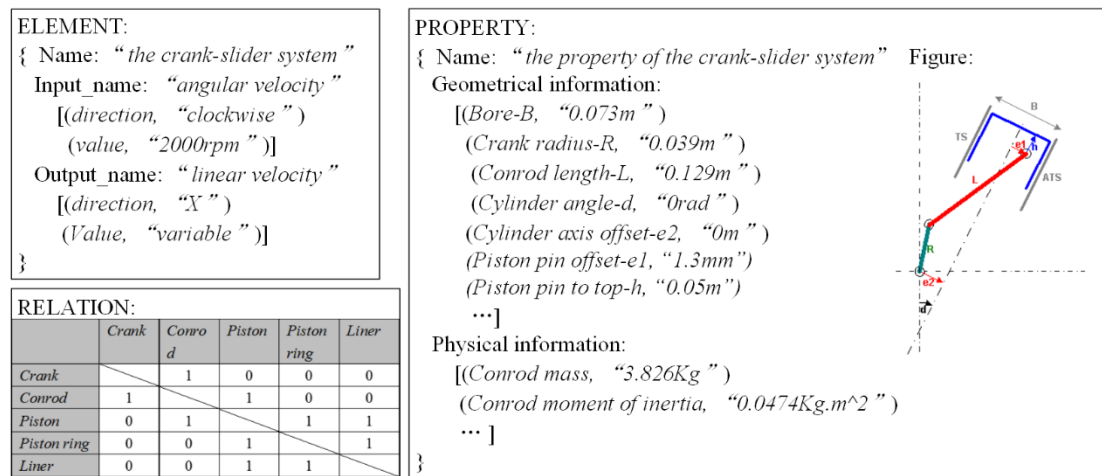 ELEMENT:
{ Name: “the crank-slider system”
Input_name: “angular velocity”
[(direction, “clockwise”)
(value, “2000rpm”)]
Output_name: “linear velocity”
[(direction, “X”)
(Value, “variable”)]
}
RELATION:
Crank Conro d Piston Piston ring Liner
Crank 1 0 0 0
Conrod 1 1 0 0
Piston 0 1 1 1
Piston ring 0 0 1 1
Liner 0 0 1 1
PROPERTY:
{ Name: “the property of the crank-slider system” Figure:
Geometrical information:
[(Bore-B, “0.073m”)
(Crank radius-R, “0.039m”)
(Conrod length-L, “0.129m”)
(Cylinder angle-d, “0rad”)
(Cylinder axis offset-e2, “0m”)
(Piston pin offset-e1, “1.3mm”)
(Piston pin to top-h, “0.05m”)
…]
Physical information:
[(Conrod mass, “3.826Kg”)
(Conrod moment of inertia, “0.0474Kg.m^2”)
… ]
}
B
TS
e1
h
L
ATS
R
e2
d